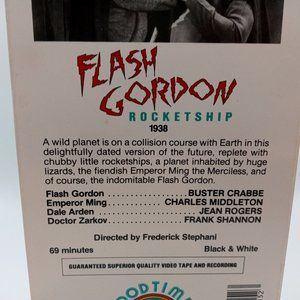 FLASH
GORDON
ROCKETSHIP
1938
A wild planet is on a collision course with Earth in this
delightfully dated version of the future, replete with
chubby little rocketships, a planet inhabited by huge
lizards, the fiendish Emperor Ming the Merciless, and
of course, the indomitable Flash Gordon.
Flash Gordon . . . . . . . . . . . . . . . BUSTER CRABBE
Emperor Ming . . . . . . . . . . CHARLES MIDDLETON
Dale Arden . . . . . . . . . . . . . . . . . . . JEAN ROGERS
Doctor Zarkov. . . . . . . . . . . . . . FRANK SHANNON
Directed by Frederick Stephani
69 minutes Black & White
GUARANTEED SUPERIOR QUALITY VIDEO TAPE AND RECORDING
GOODTIMES